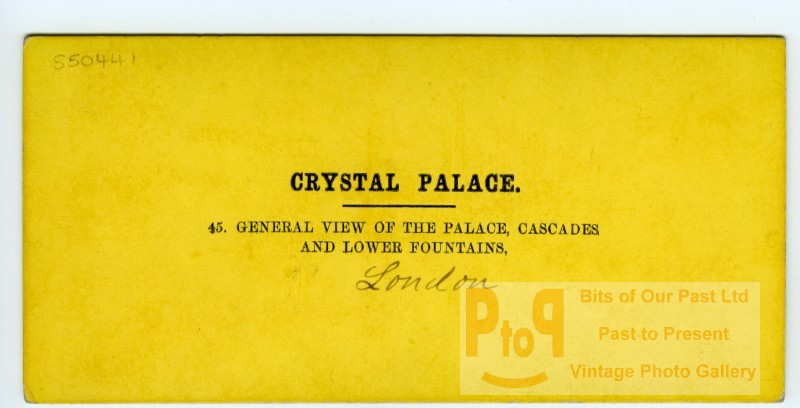 S50441
CRYSTAL PALACE.
45. GENERAL VIEW OF THE PALACE, CASCADES
AND LOWER FOUNTAINS,
London
PtoP
Bits of Our Past Ltd
Past to Present
Vintage Photo Gallery